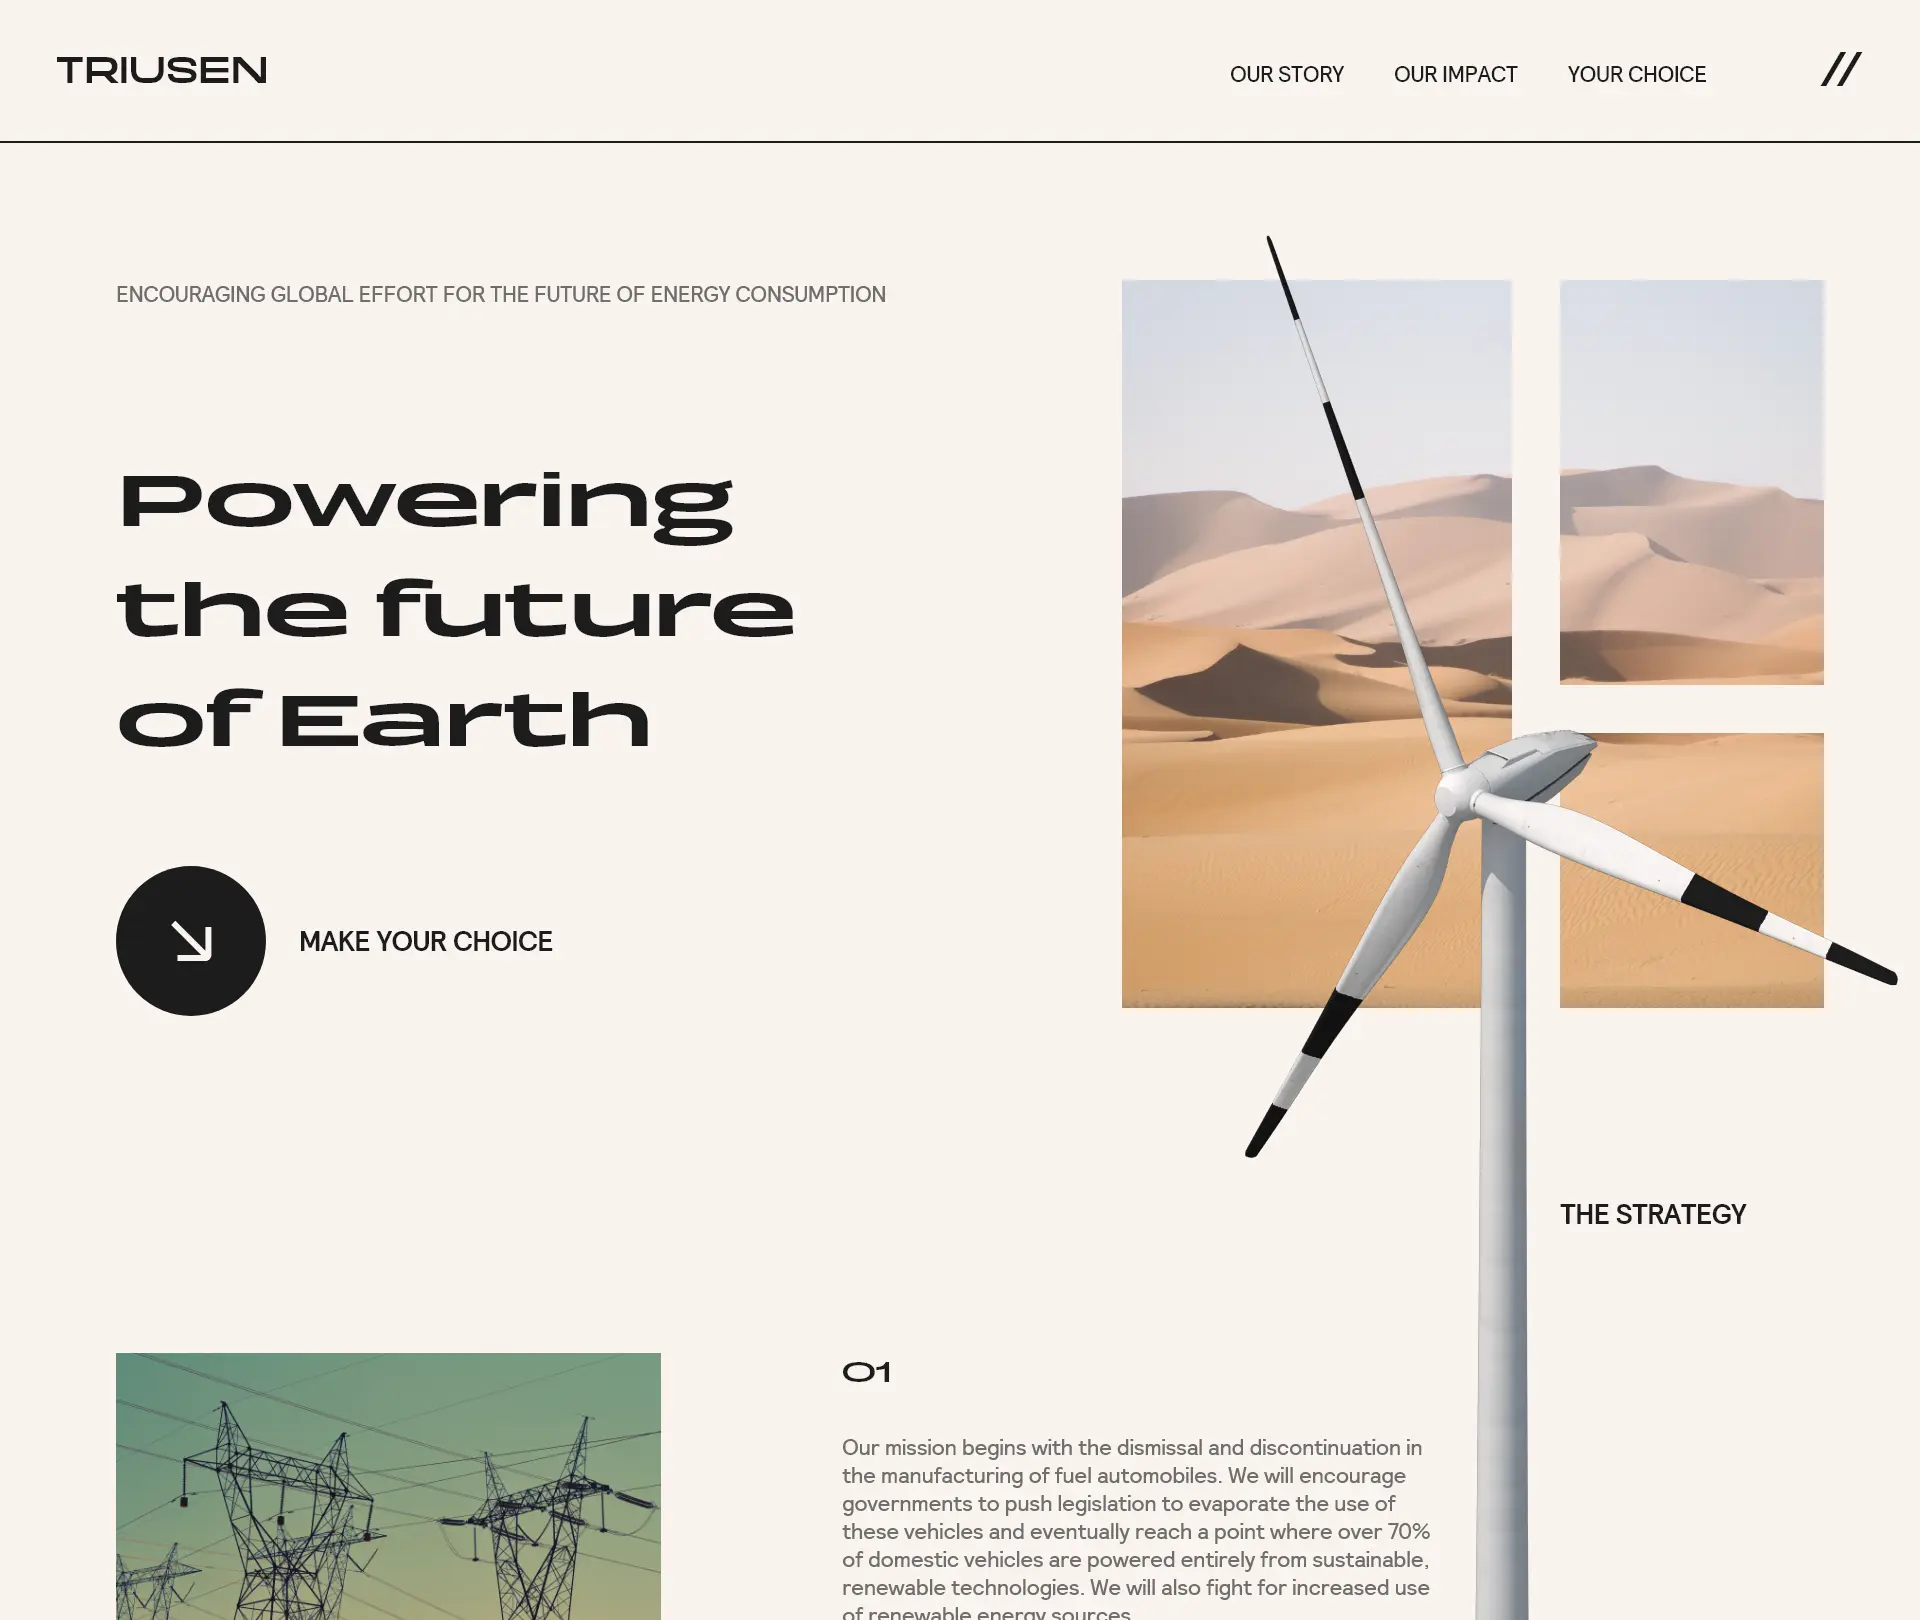 TRIUSEN
OUR STORY
OUR IMPACT
YOUR CHOICE
ENCOURAGING GLOBAL EFFORT FOR THE FUTURE OF ENERGY CONSUMPTION
Powering
the future
of Earth
MAKE YOUR CHOICE
THE STRATEGY
01
Our mission begins with the dismissal and discontinuation in
the manufacturing of fuel automobiles. We will encourage
governments to push legislation to evaporate the use of
these vehicles and eventually reach a point where over 70%
of domestic vehicles are powered entirely from sustainable,
renewable technologies. We will also fight for increased use
of renewable energy sources.